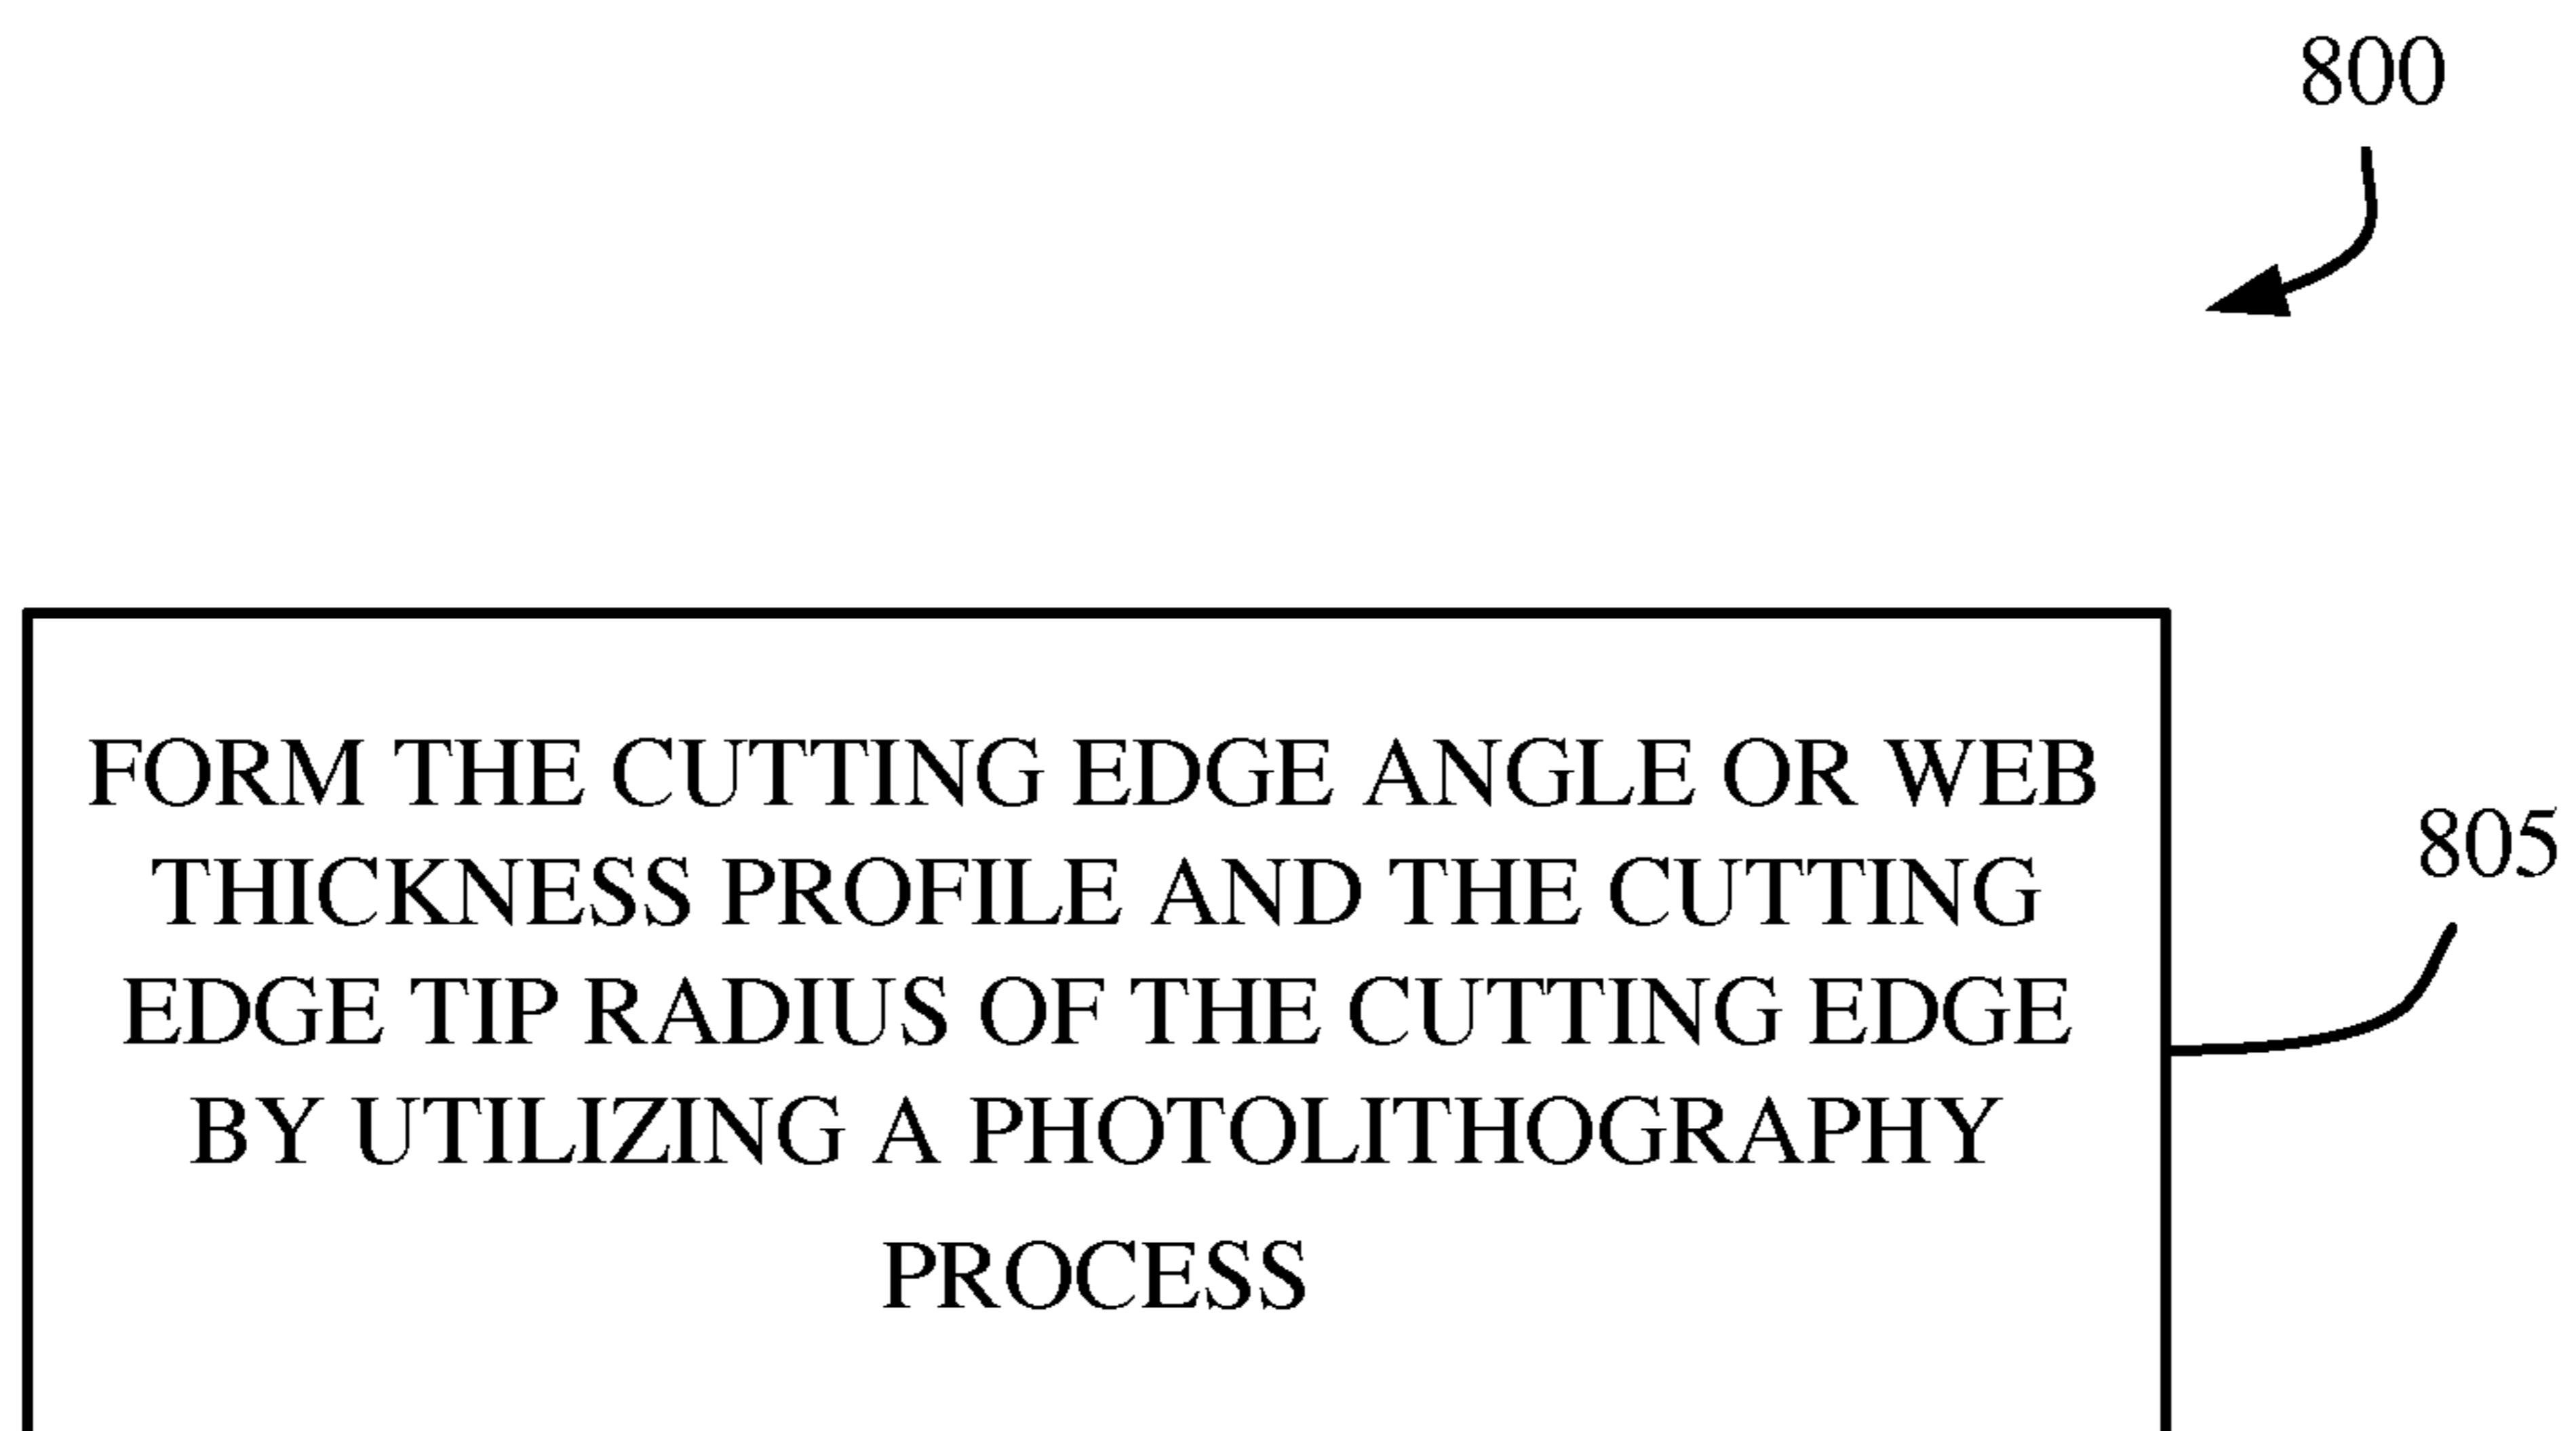 800
FORM THE CUTTING EDGE ANGLE OR WEB
THICKNESS PROFILE AND THE CUTTING
EDGE TIP RADIUS OF THE CUTTING EDGE
BY UTILIZING A PHOTOLITHOGRAPHY
PROCESS
805